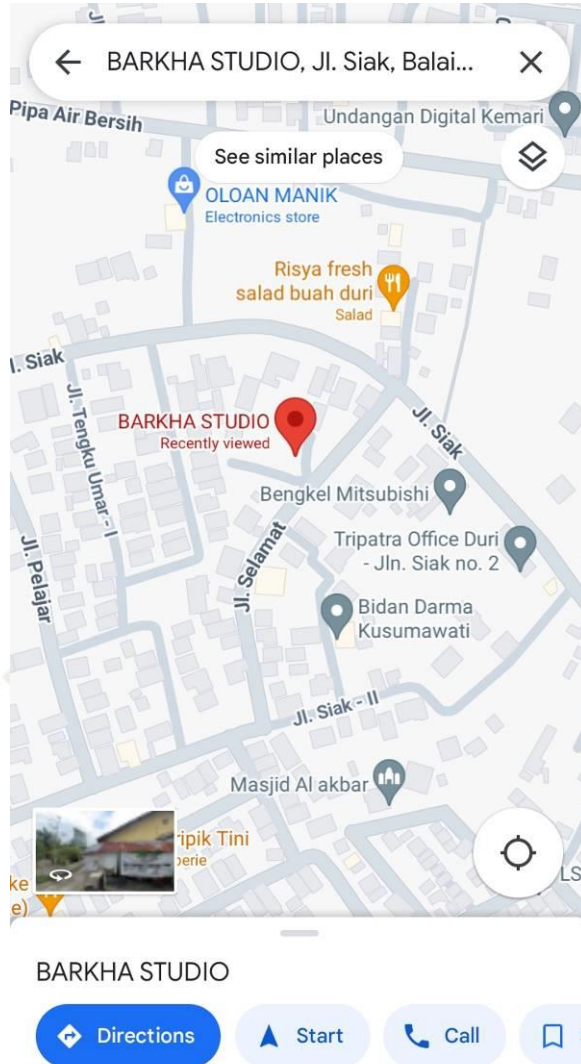 BARKHA STUDIO, Jl. Siak, Balai...
Pipa Air Bersih
Undangan Digital Kemari
See similar places
OLOAN MANIK
Electronics store
Risya fresh
salad buah duri
Salad
l. Siak
Jl. Tengku Umar - I
BARKHA STUDIO
Recently viewed
Jl. Siak
Bengkel Mitsubishi
Tripatra Office Duri
- Jln. Siak no. 2
Jl. Pelajar
Jl. Selamat
Bidan Darma
Kusumawati
Jl. Siak - II
Masjid Al akbar
ripik Tini
perie
ke
e)
LS
BARKHA STUDIO
Directions
Start
Call